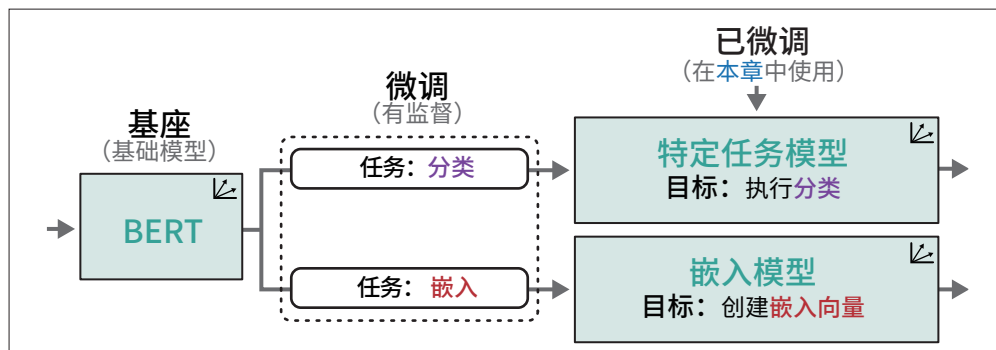 已微调
（在本章中使用）
微调
（有监督）
基座
（基础模型）
BERT
任务：分类
任务：嵌入
特定任务模型
目标：执行分类
嵌入模型
目标：创建嵌入向量